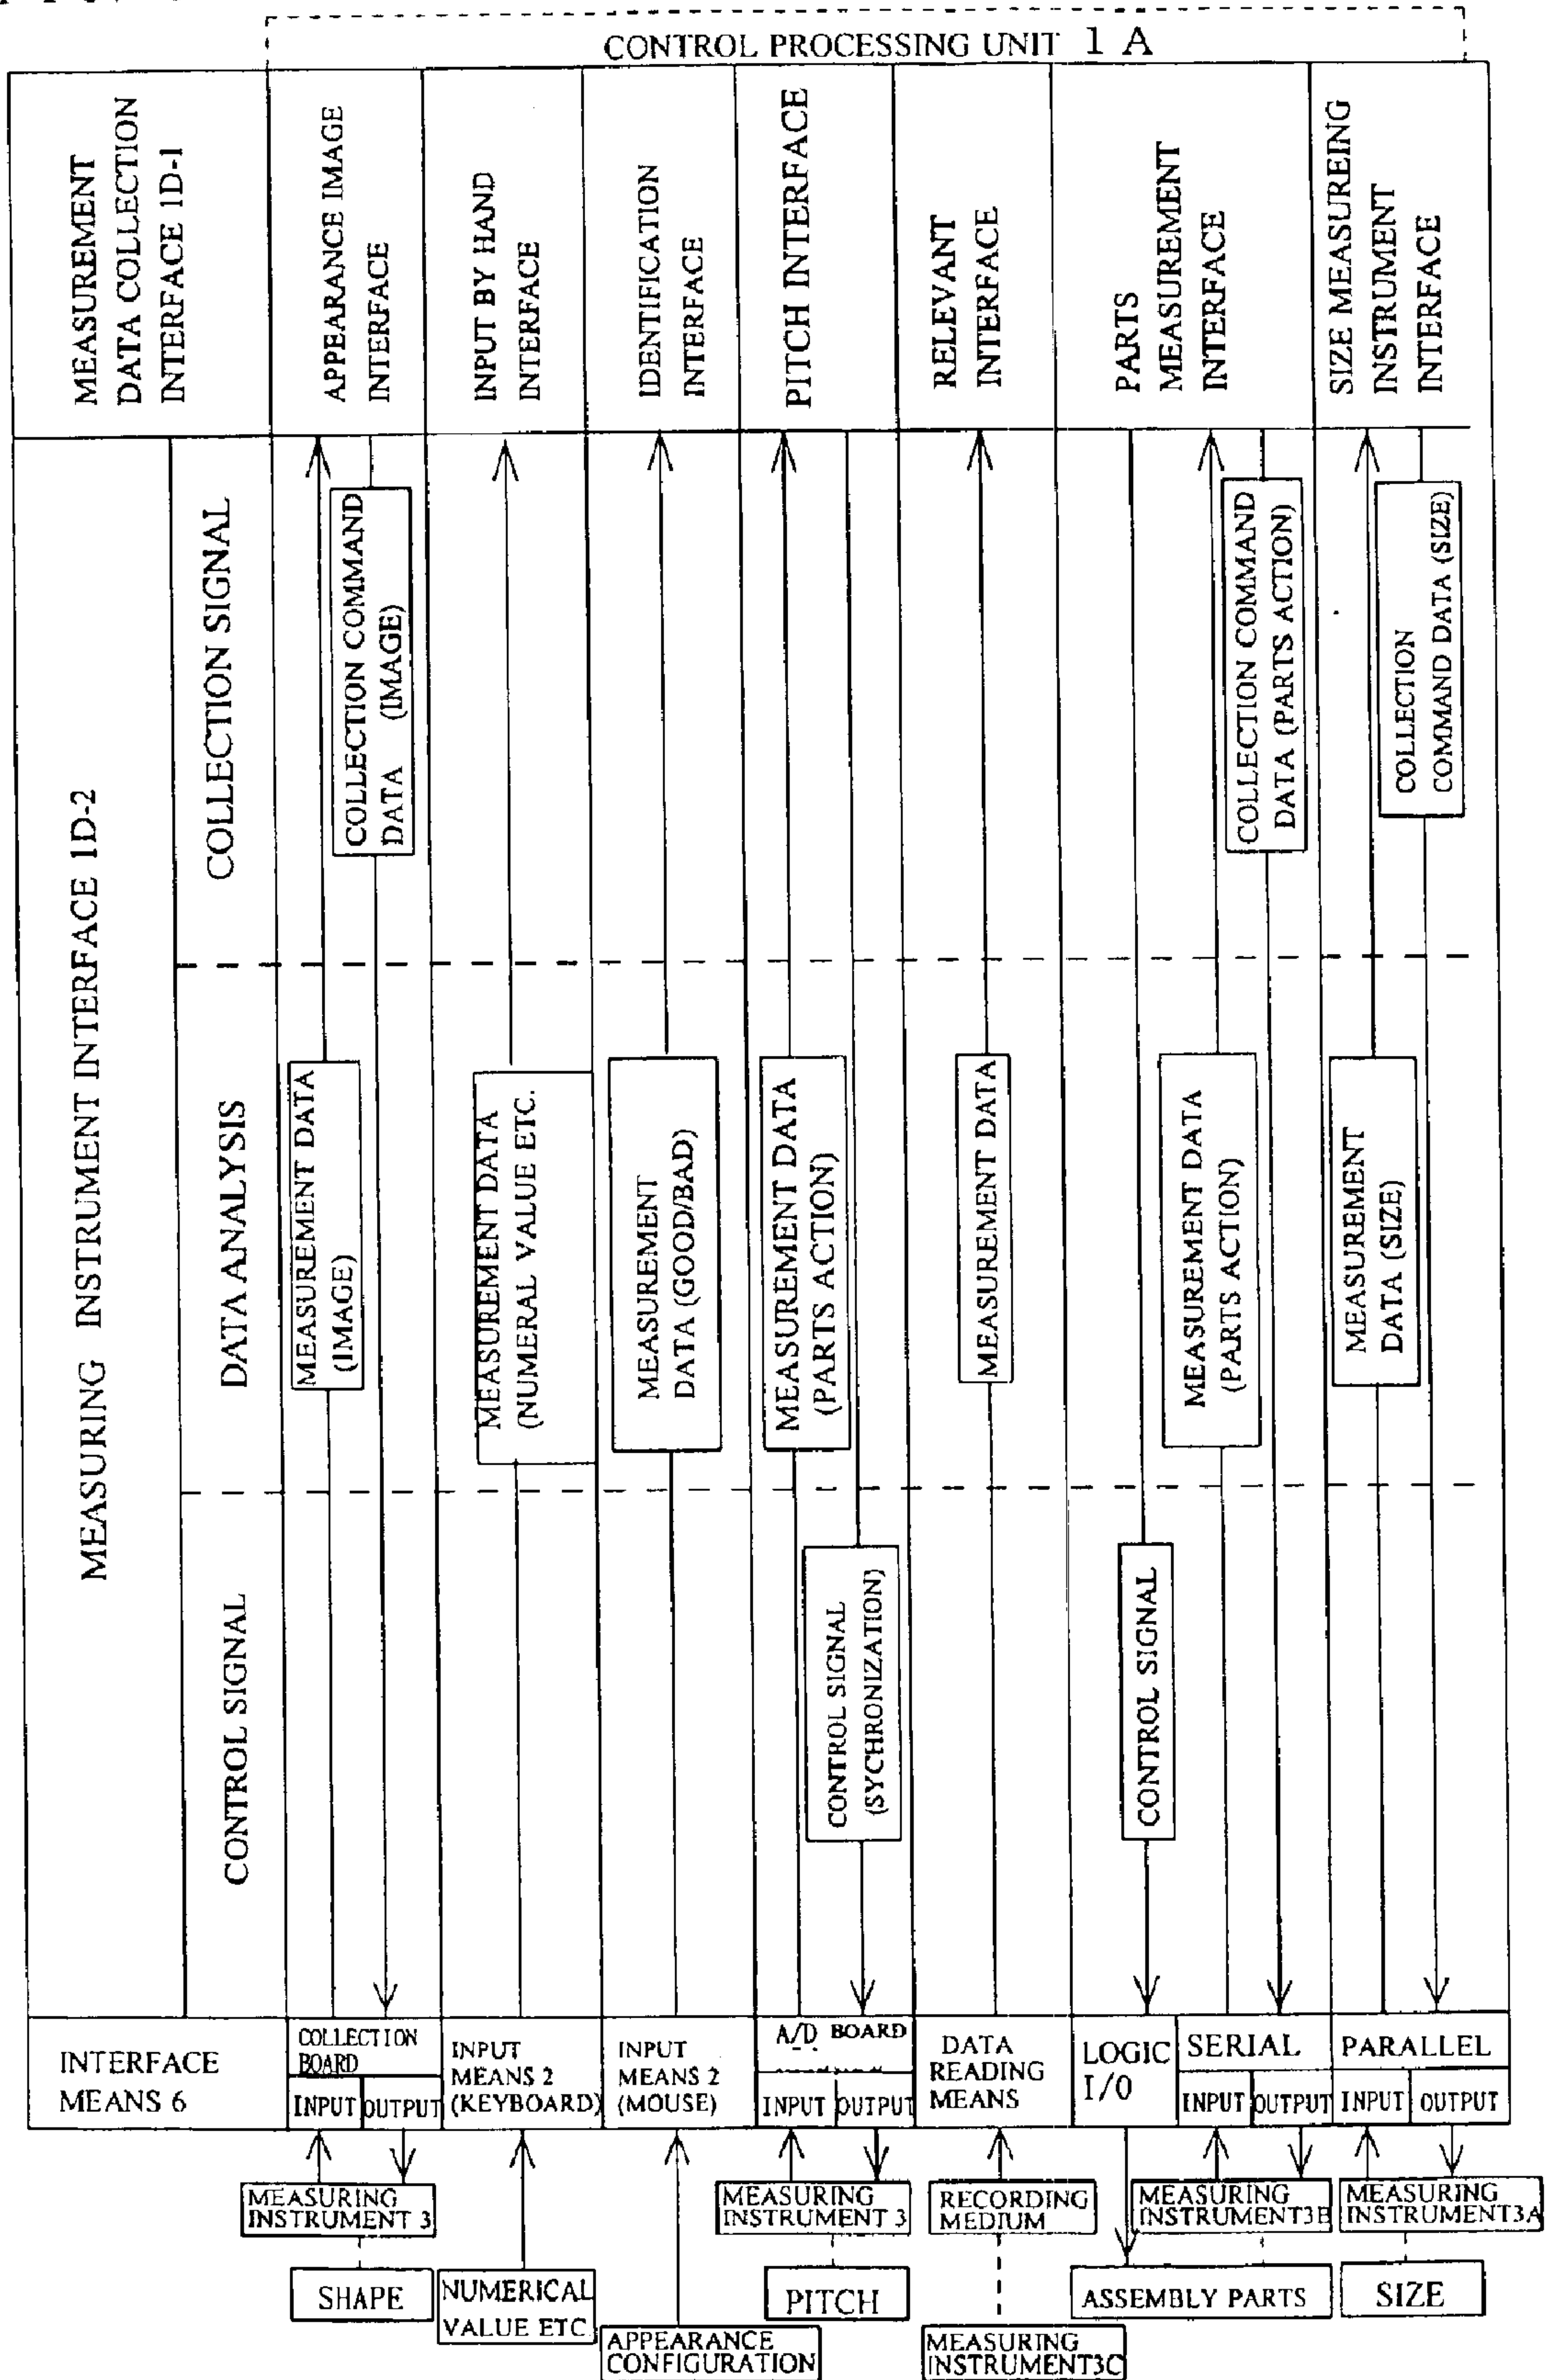 CONTROL PROCESSING UNIT 1 A
MEASUREMENT
DATA COLLECTION
INTERFACE 1D-1
APPEARANCE IMAGE
INTERFACE
INPUT BY HAND
INTERFACE
IDENTIFICATION
INTERFACE
PITCH INTERFACE
RELEVANT
INTERFACE
PARTS
MEASUREMENT
INTERFACE
SIZE MEASUREING
INSTRUMENT
INTERFACE
MEASURING INSTRUMENT INTERFACE 1D-2
COLLECTION SIGNAL
COLLECTION COMMAND
DATA (IMAGE)
COLLECTION COMMAND
DATA (PARTS ACTION)
COLLECTION
COMMAND DATA (SIZE)
DATA ANALYSIS
MEASUREMENT DATA
(IMAGE)
MEASUREMENT DATA
(NUMERAL VALUE ETC.
MEASUREMENT
DATA (GOOD/BAD)
MEASUREMENT DATA
(PARTS ACTION)
MEASUREMENT DATA
MEASUREMENT DATA
(PARTS ACTION)
MEASUREMENT
DATA (SIZE)
CONTROL SIGNAL
CONTROL SIGNAL
(SYCHRONIZATION)
CONTROL SIGNAL
INTERFACE
MEANS 6
COLLECTION
BOARD
INPUT OUTPUT
INPUT
MEANS 2
(KEYBOARD)
INPUT
MEANS 2
(MOUSE)
A/D BOARD
INPUT OUTPUT
DATA
READING
MEANS
LOGIC
I/O
SERIAL
INPUT OUTPUT
PARALLEL
INPUT OUTPUT
MEASURING
INSTRUMENT 3
MEASURING
INSTRUMENT 3
RECORDING
MEDIUM
MEASURING
INSTRUMENT3B
MEASURING
INSTRUMENT3A
SHAPE
NUMERICAL
VALUE ETC
PITCH
ASSEMBLY PARTS
SIZE
APPEARANCE
CONFIGURATION
MEASURING
INSTRUMENT3C